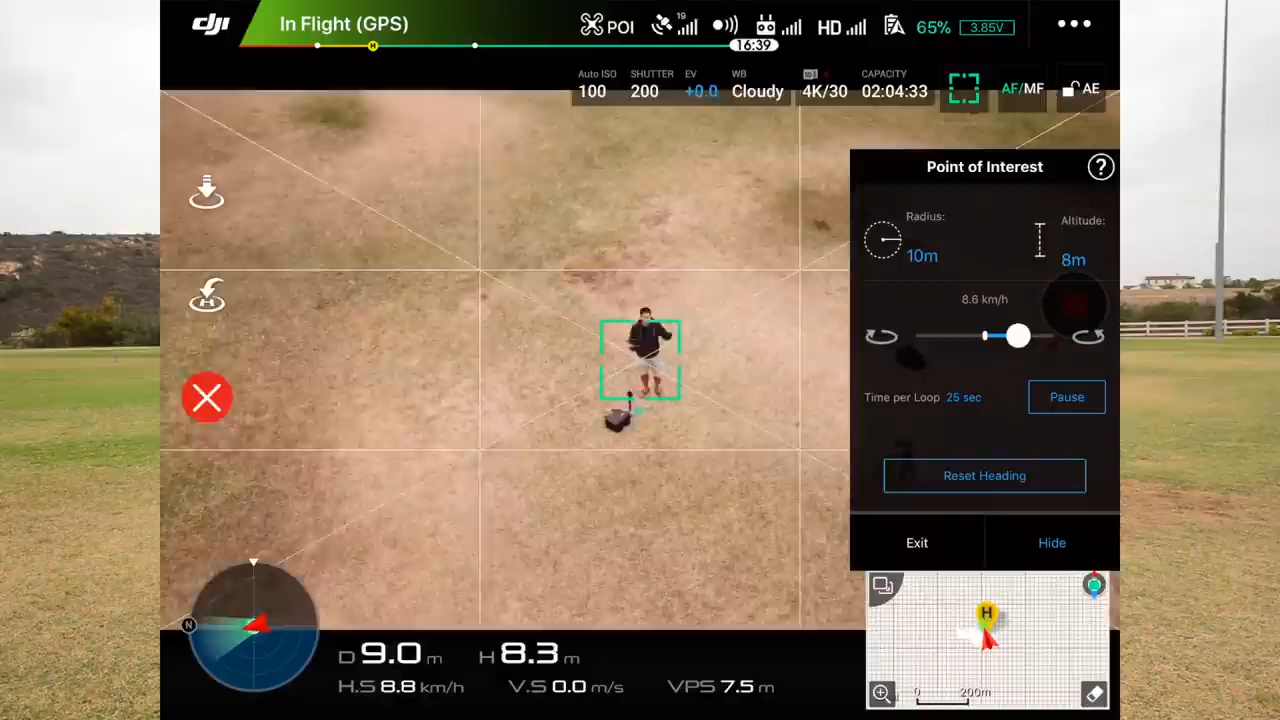 dji In Flight (GPS) POI 19 HD 65% 3.85V
H 16:39
Auto ISO SHUTTER EV WB CAPACITY
100 200 +0.0 Cloudy 4K/30 02:04:33 AF/MF AE
Point of Interest ?
Radius: Altitude:
10m 8m
8.6 km/h
H
Time per Loop 25 sec Pause
Reset Heading
Exit Hide
N
H
D 9.0 m H 8.3 m
H.S 8.8 km/h V.S 0.0 m/s VPS 7.5 m
0 200m